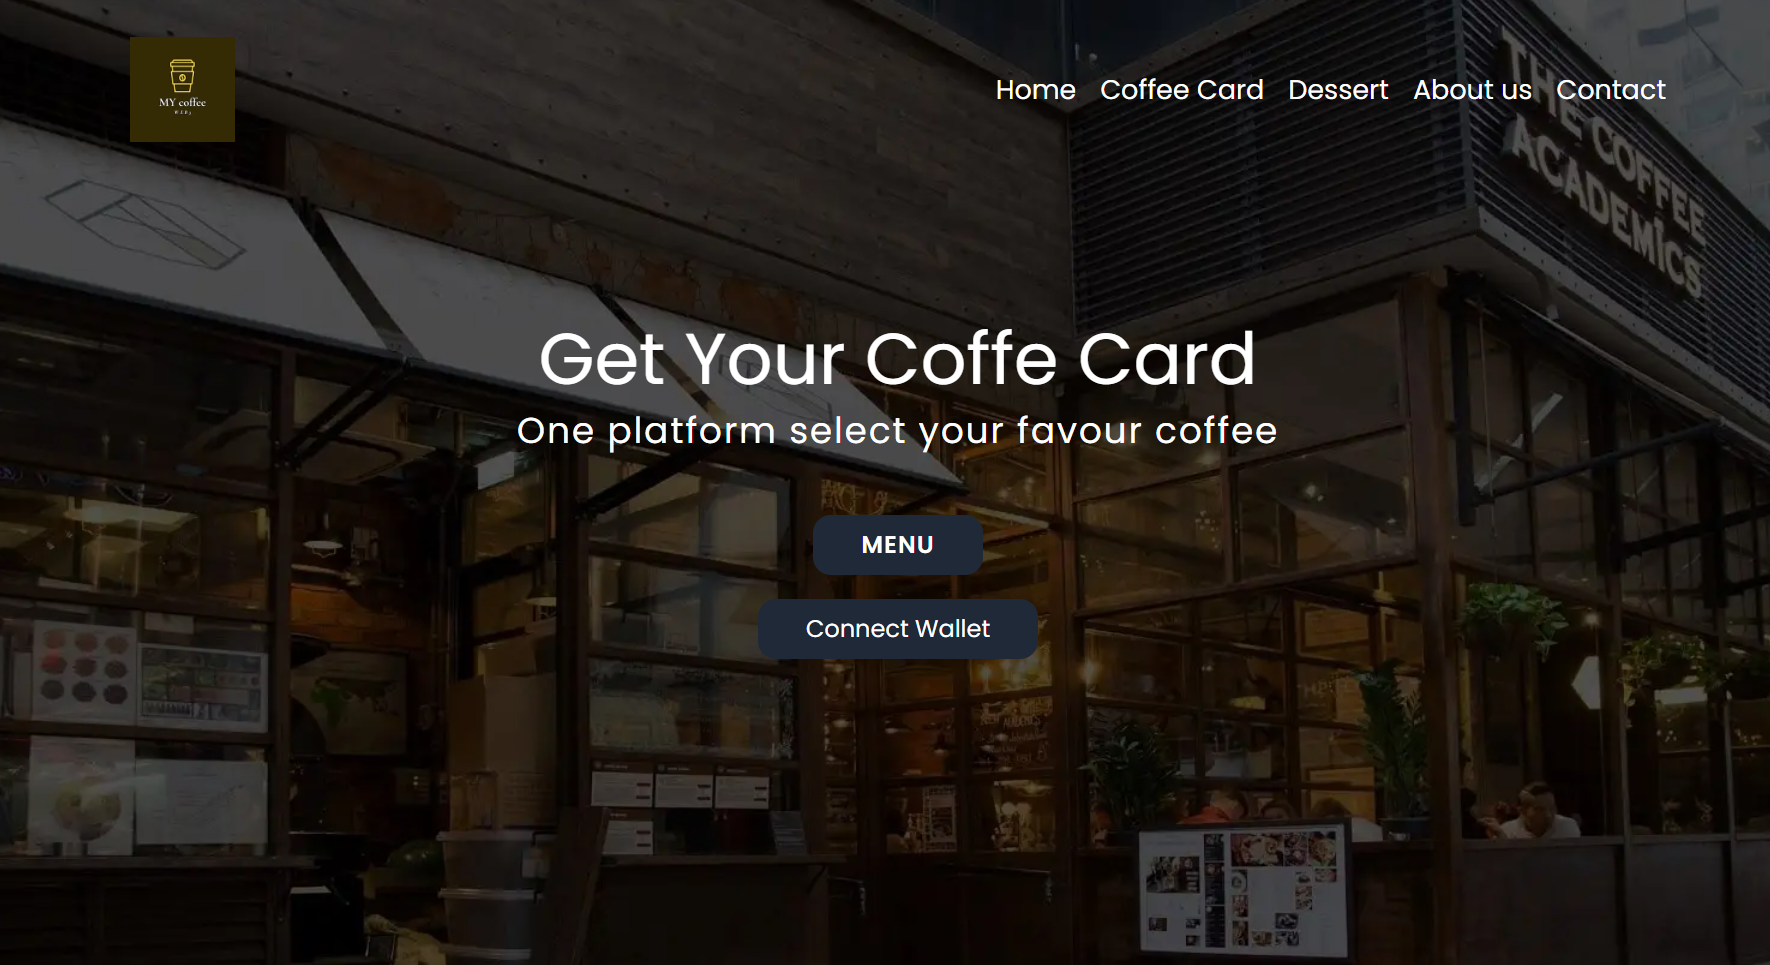 MY coffee
Home Coffee Card Dessert About us Contact
THE COFFEE
ACADEMICS
Get Your Coffe Card
One platform select your favour coffee
MENU
Connect Wallet